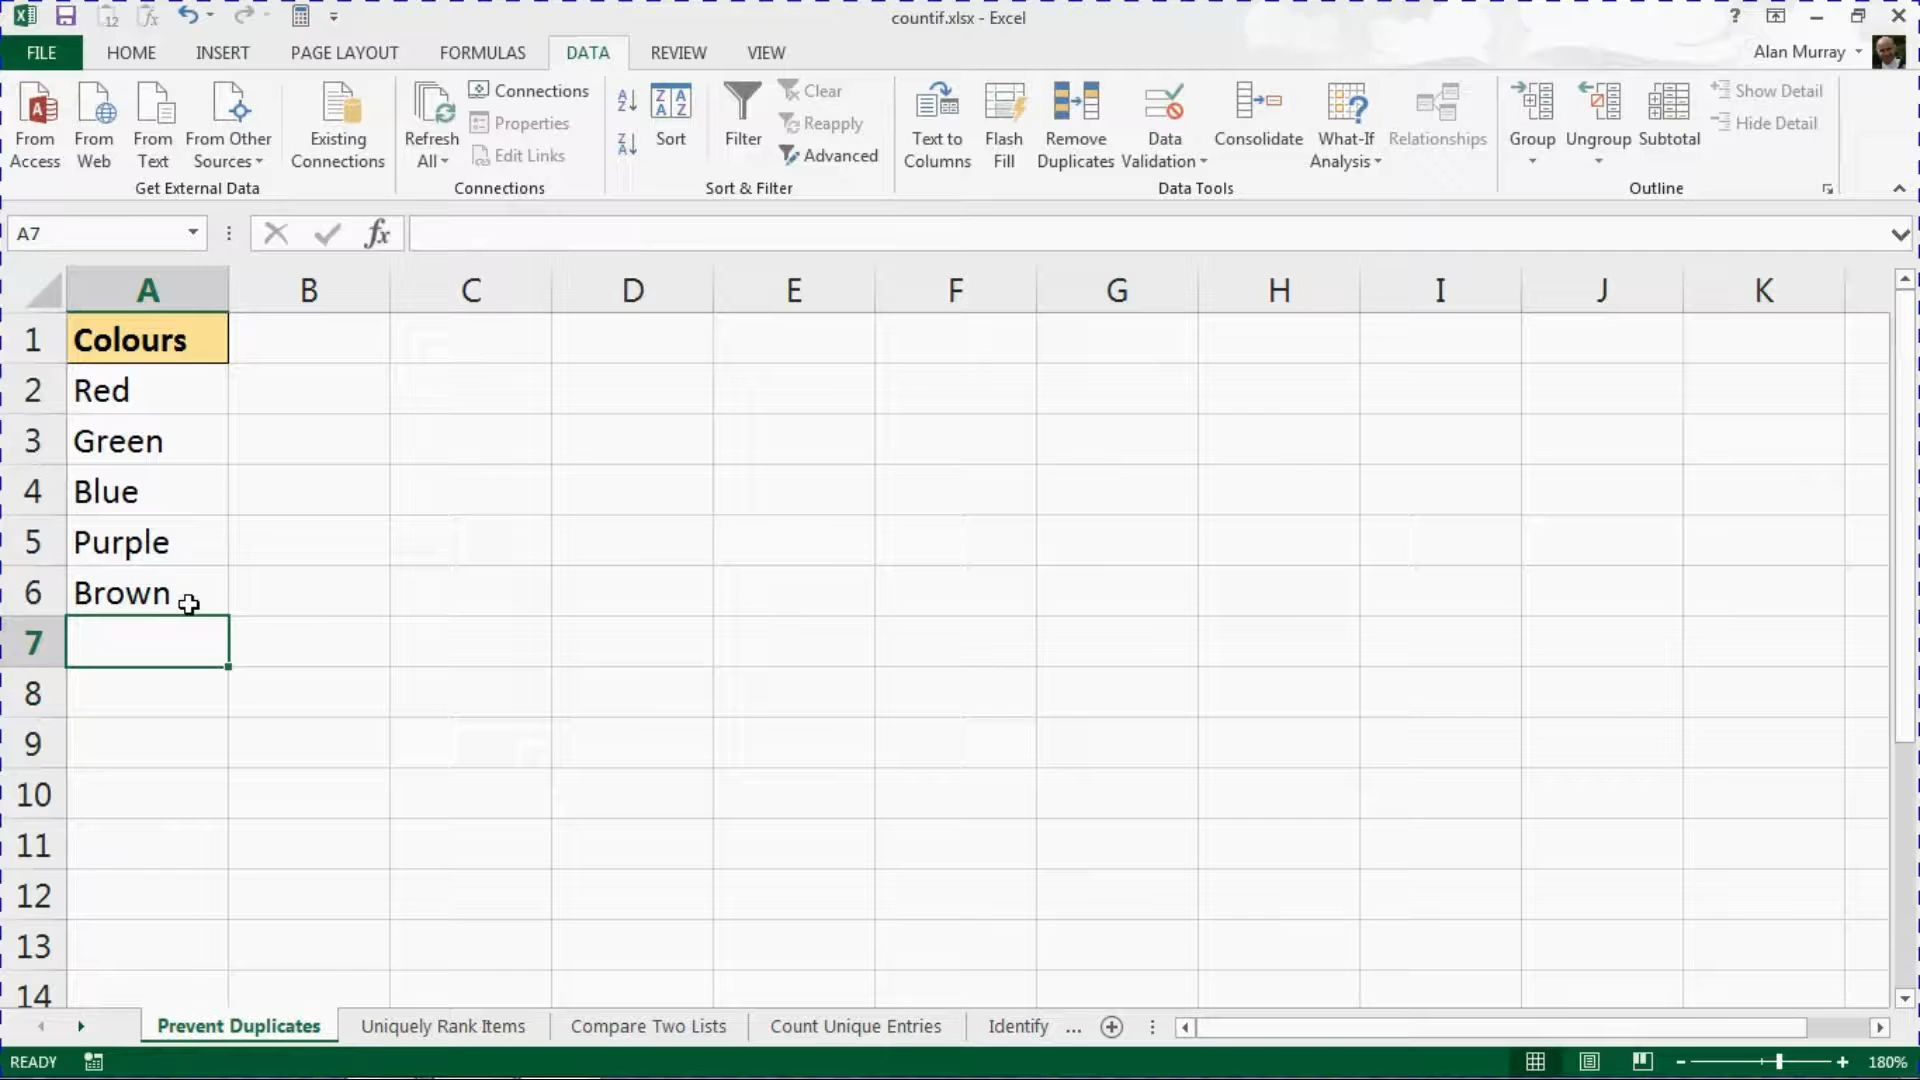 countif.xlsx - Excel
FILE HOME INSERT PAGE LAYOUT FORMULAS DATA REVIEW VIEW Alan Murray
From Access
From Web
From Text
From Other Sources
Existing Connections
Get External Data
Refresh All
Connections
Properties
Edit Links
Connections
Sort
Filter
Clear
Reapply
Advanced
Sort & Filter
Text to Columns
Flash Fill
Remove Duplicates
Data Validation
Consolidate
What-If Analysis
Relationships
Data Tools
Group
Ungroup
Subtotal
Show Detail
Hide Detail
Outline
A7
fx
A B C D E F G H I J K
1 Colours
2 Red
3 Green
4 Blue
5 Purple
6 Brown
7
8
9
10
11
12
13
14
Prevent Duplicates Uniquely Rank Items Compare Two Lists Count Unique Entries Identify ...
READY 180%